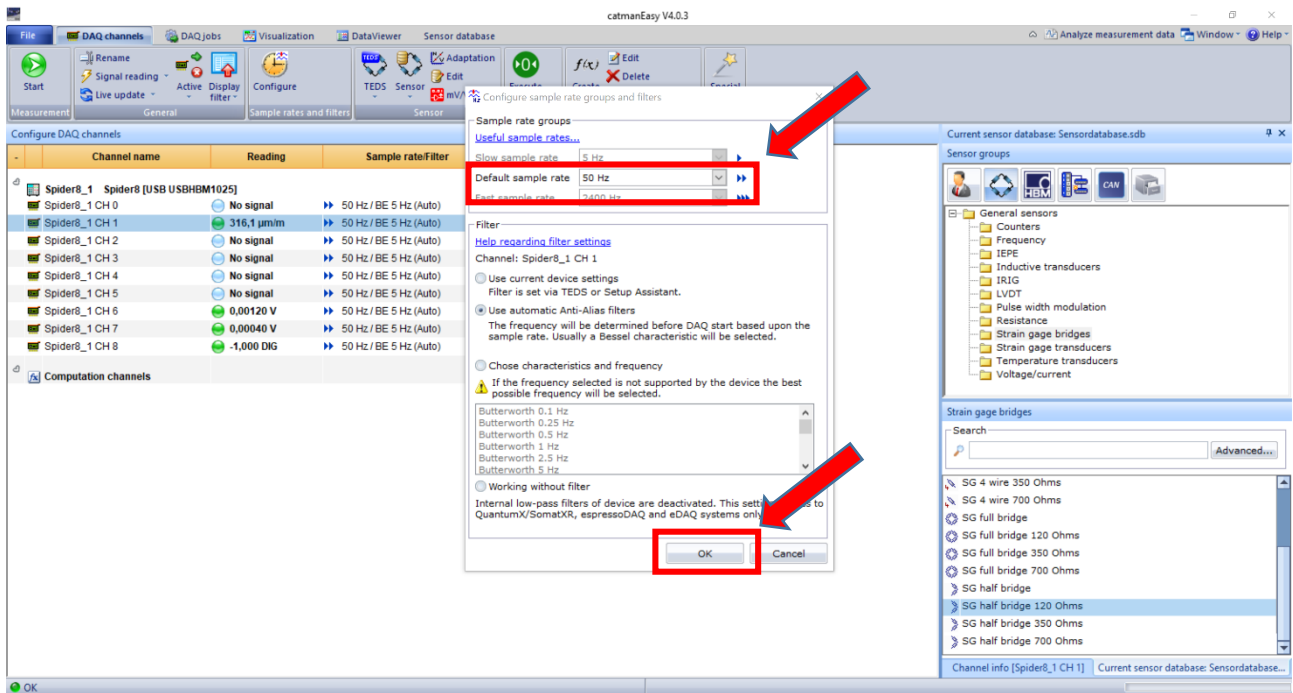 catmanEasy V4.0.3
File DAQ channels DAQ jobs Visualization DataViewer Sensor database Analyze measurement data Window Help
Start
Rename
Signal reading
Live update
Active
Display filter
Configure
TEDS
Sensor
Adaptation
Edit
mV/
Execute
Create
Edit
Delete
Special
Measurement General Sample rates and filters Sensor
Configure DAQ channels
- Channel name Reading Sample rate/Filter
Spider8_1 Spider8 [USB USBHBM1025]
Spider8_1 CH 0 No signal 50 Hz / BE 5 Hz (Auto)
Spider8_1 CH 1 316,1 µm/m 50 Hz / BE 5 Hz (Auto)
Spider8_1 CH 2 No signal 50 Hz / BE 5 Hz (Auto)
Spider8_1 CH 3 No signal 50 Hz / BE 5 Hz (Auto)
Spider8_1 CH 4 No signal 50 Hz / BE 5 Hz (Auto)
Spider8_1 CH 5 No signal 50 Hz / BE 5 Hz (Auto)
Spider8_1 CH 6 0,00120 V 50 Hz / BE 5 Hz (Auto)
Spider8_1 CH 7 0,00040 V 50 Hz / BE 5 Hz (Auto)
Spider8_1 CH 8 -1,000 DIG 50 Hz / BE 5 Hz (Auto)
fx Computation channels
Configure sample rate groups and filters
Sample rate groups
Useful sample rates...
Slow sample rate 5 Hz
Default sample rate 50 Hz
Fast sample rate 2400 Hz
Filter
Help regarding filter settings
Channel: Spider8_1 CH 1
Use current device settings
Filter is set via TEDS or Setup Assistant.
Use automatic Anti-Alias filters
The frequency will be determined before DAQ start based upon the
sample rate. Usually a Bessel characteristic will be selected.
Chose characteristics and frequency
If the frequency selected is not supported by the device the best
possible frequency will be selected.
Butterworth 0.1 Hz
Butterworth 0.25 Hz
Butterworth 0.5 Hz
Butterworth 1 Hz
Butterworth 2.5 Hz
Butterworth 5 Hz
Working without filter
Internal low-pass filters of device are deactivated. This to
QuantumX/SomatXR, espressoDAQ and eDAQ systems
OK Cancel
Current sensor database: Sensordatabase.sdb
Sensor groups
HBM CAN
General sensors
Counters
Frequency
IEPE
Inductive transducers
IRIG
LVDT
Pulse width modulation
Resistance
Strain gage bridges
Strain gage transducers
Temperature transducers
Voltage/current
Strain gage bridges
Search
Advanced...
SG 4 wire 350 Ohms
SG 4 wire 700 Ohms
SG full bridge
SG full bridge 120 Ohms
SG full bridge 350 Ohms
SG full bridge 700 Ohms
SG half bridge
SG half bridge 120 Ohms
SG half bridge 350 Ohms
SG half bridge 700 Ohms
Channel info [Spider8_1 CH 1] Current sensor database: Sensordatabase...
OK